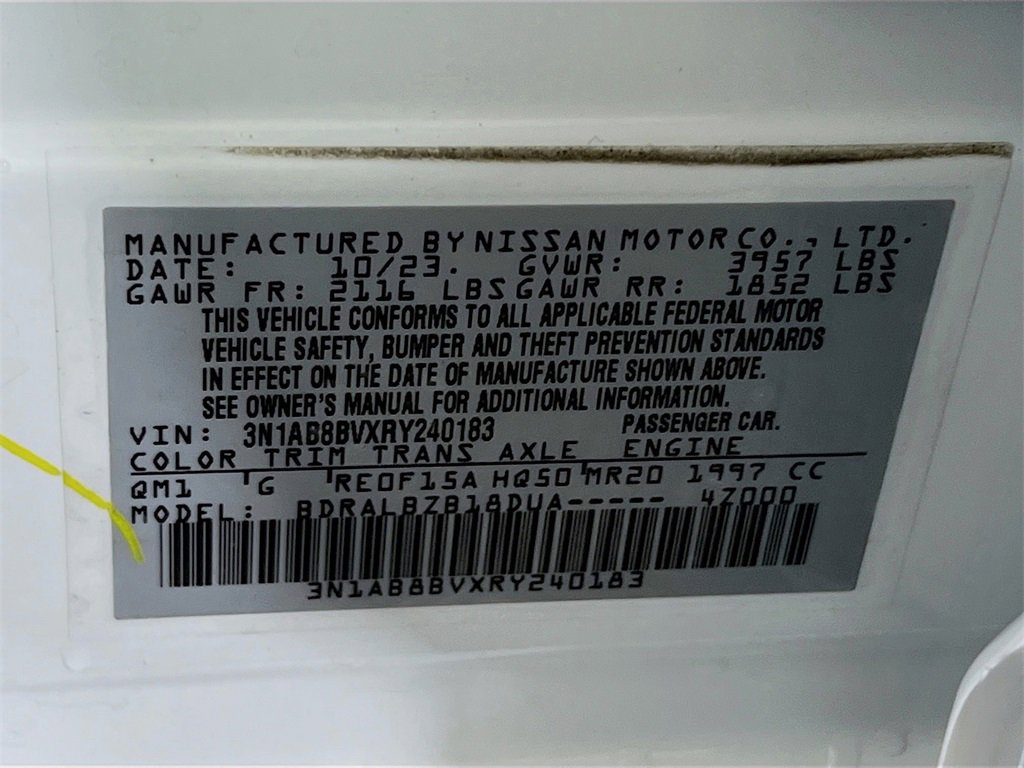 MANUFACTURED BY NISSAN MOTOR CO., LTD.
DATE: 10/23. GVWR: 3957 LBS
GAWR FR: 2116 LBS GAWR RR: 1852 LBS
THIS VEHICLE CONFORMS TO ALL APPLICABLE FEDERAL MOTOR
VEHICLE SAFETY, BUMPER AND THEFT PREVENTION STANDARDS
IN EFFECT ON THE DATE OF MANUFACTURE SHOWN ABOVE.
SEE OWNER'S MANUAL FOR ADDITIONAL INFORMATION.
VIN: 3N1AB8BVXRY240183 PASSENGER CAR.
COLOR TRIM TRANS AXLE ENGINE
QM1 G RE0F15A HQ50 MR20 1997 CC
MODEL: BDRALBZB18DUA----- 4Z000
3N1AB8BVXRY240183